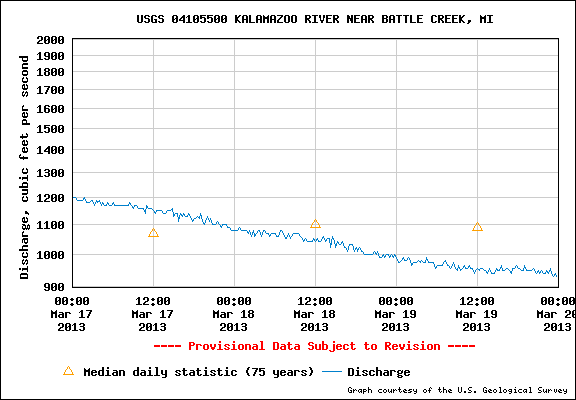 USGS 04105500 KALAMAZOO RIVER NEAR BATTLE CREEK, MI
Discharge, cubic feet per second
2000
1900
1800
1700
1600
1500
1400
1300
1200
1100
1000
900
00:00 12:00 00:00 12:00 00:00 12:00 00:00
Mar 17 Mar 17 Mar 18 Mar 18 Mar 19 Mar 19 Mar 20
2013 2013 2013 2013 2013 2013 2013
---- Provisional Data Subject to Revision ----
Median daily statistic (75 years) Discharge
Graph courtesy of the U.S. Geological Survey